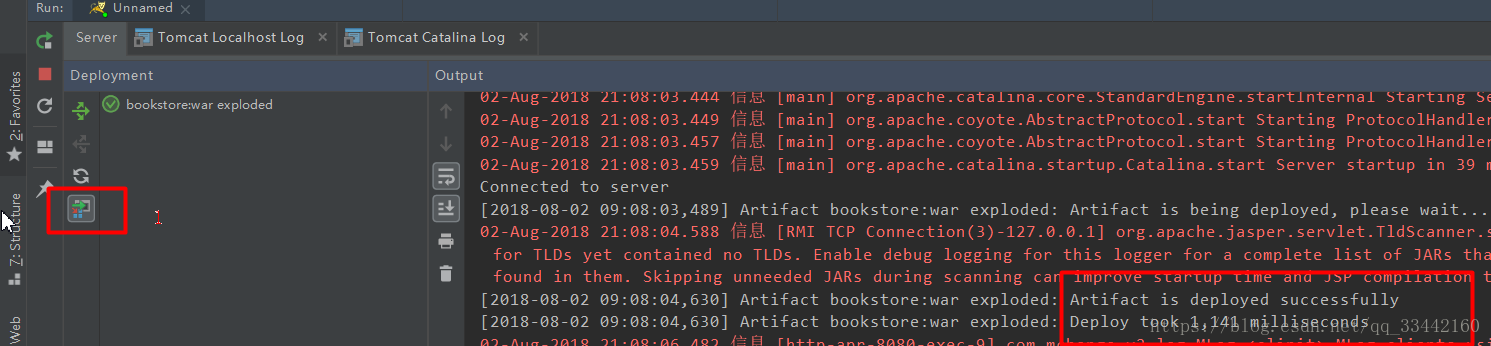 Run: Unnamed
Server Tomcat Localhost Log Tomcat Catalina Log
Deployment Output
2: Favorites
7: Structure
Web
bookstore:war exploded
1
02-Aug-2018 21:08:03.444 信息 [main] org.apache.catalina.core.StandardEngine.startInternal Starting Se
02-Aug-2018 21:08:03.449 信息 [main] org.apache.coyote.AbstractProtocol.start Starting ProtocolHandler
02-Aug-2018 21:08:03.457 信息 [main] org.apache.coyote.AbstractProtocol.start Starting ProtocolHandler
02-Aug-2018 21:08:03.459 信息 [main] org.apache.catalina.startup.Catalina.start Server startup in 39 m
Connected to server
[2018-08-02 09:08:03,489] Artifact bookstore:war exploded: Artifact is being deployed, please wait...
02-Aug-2018 21:08:04.588 信息 [RMI TCP Connection(3)-127.0.0.1] org.apache.jasper.servlet.TldScanner.s
for TLDs yet contained no TLDs. Enable debug logging for this logger for a complete list of JARs tha
found in them. Skipping unneeded JARs during scanning can improve startup time and JSP compilation t
[2018-08-02 09:08:04,630] Artifact bookstore:war exploded: Artifact is deployed successfully
[2018-08-02 09:08:04,630] Artifact bookstore:war exploded: Deploy took 1,141 milliseconds
https://blog.csdn.net/qq_33442160
02-Aug-2018 21:08:06.482 信息 [http-apr-8080-exec-9]